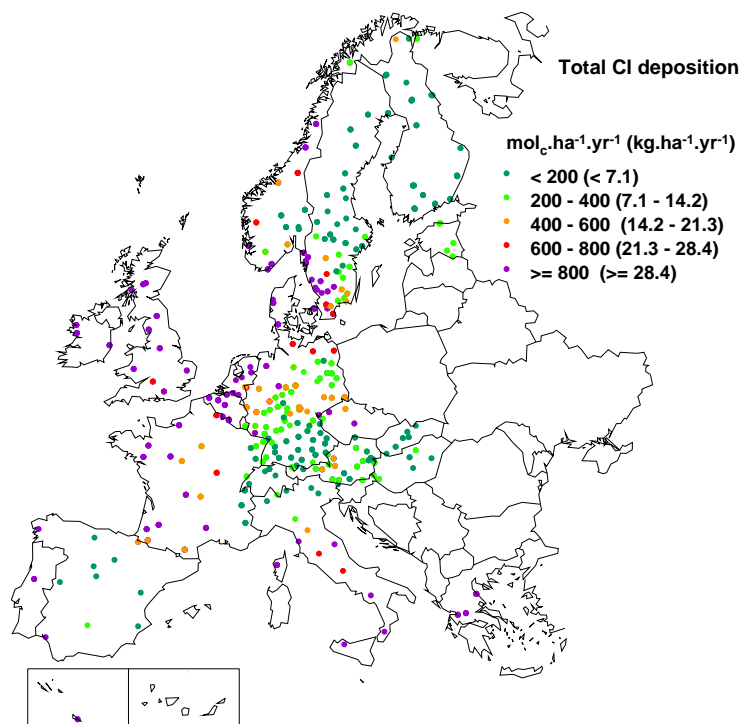 Total Cl deposition
mol_c.ha⁻¹.yr⁻¹ (kg.ha⁻¹.yr⁻¹)
< 200 (< 7.1)
200 - 400 (7.1 - 14.2)
400 - 600 (14.2 - 21.3)
600 - 800 (21.3 - 28.4)
>= 800 (>= 28.4)